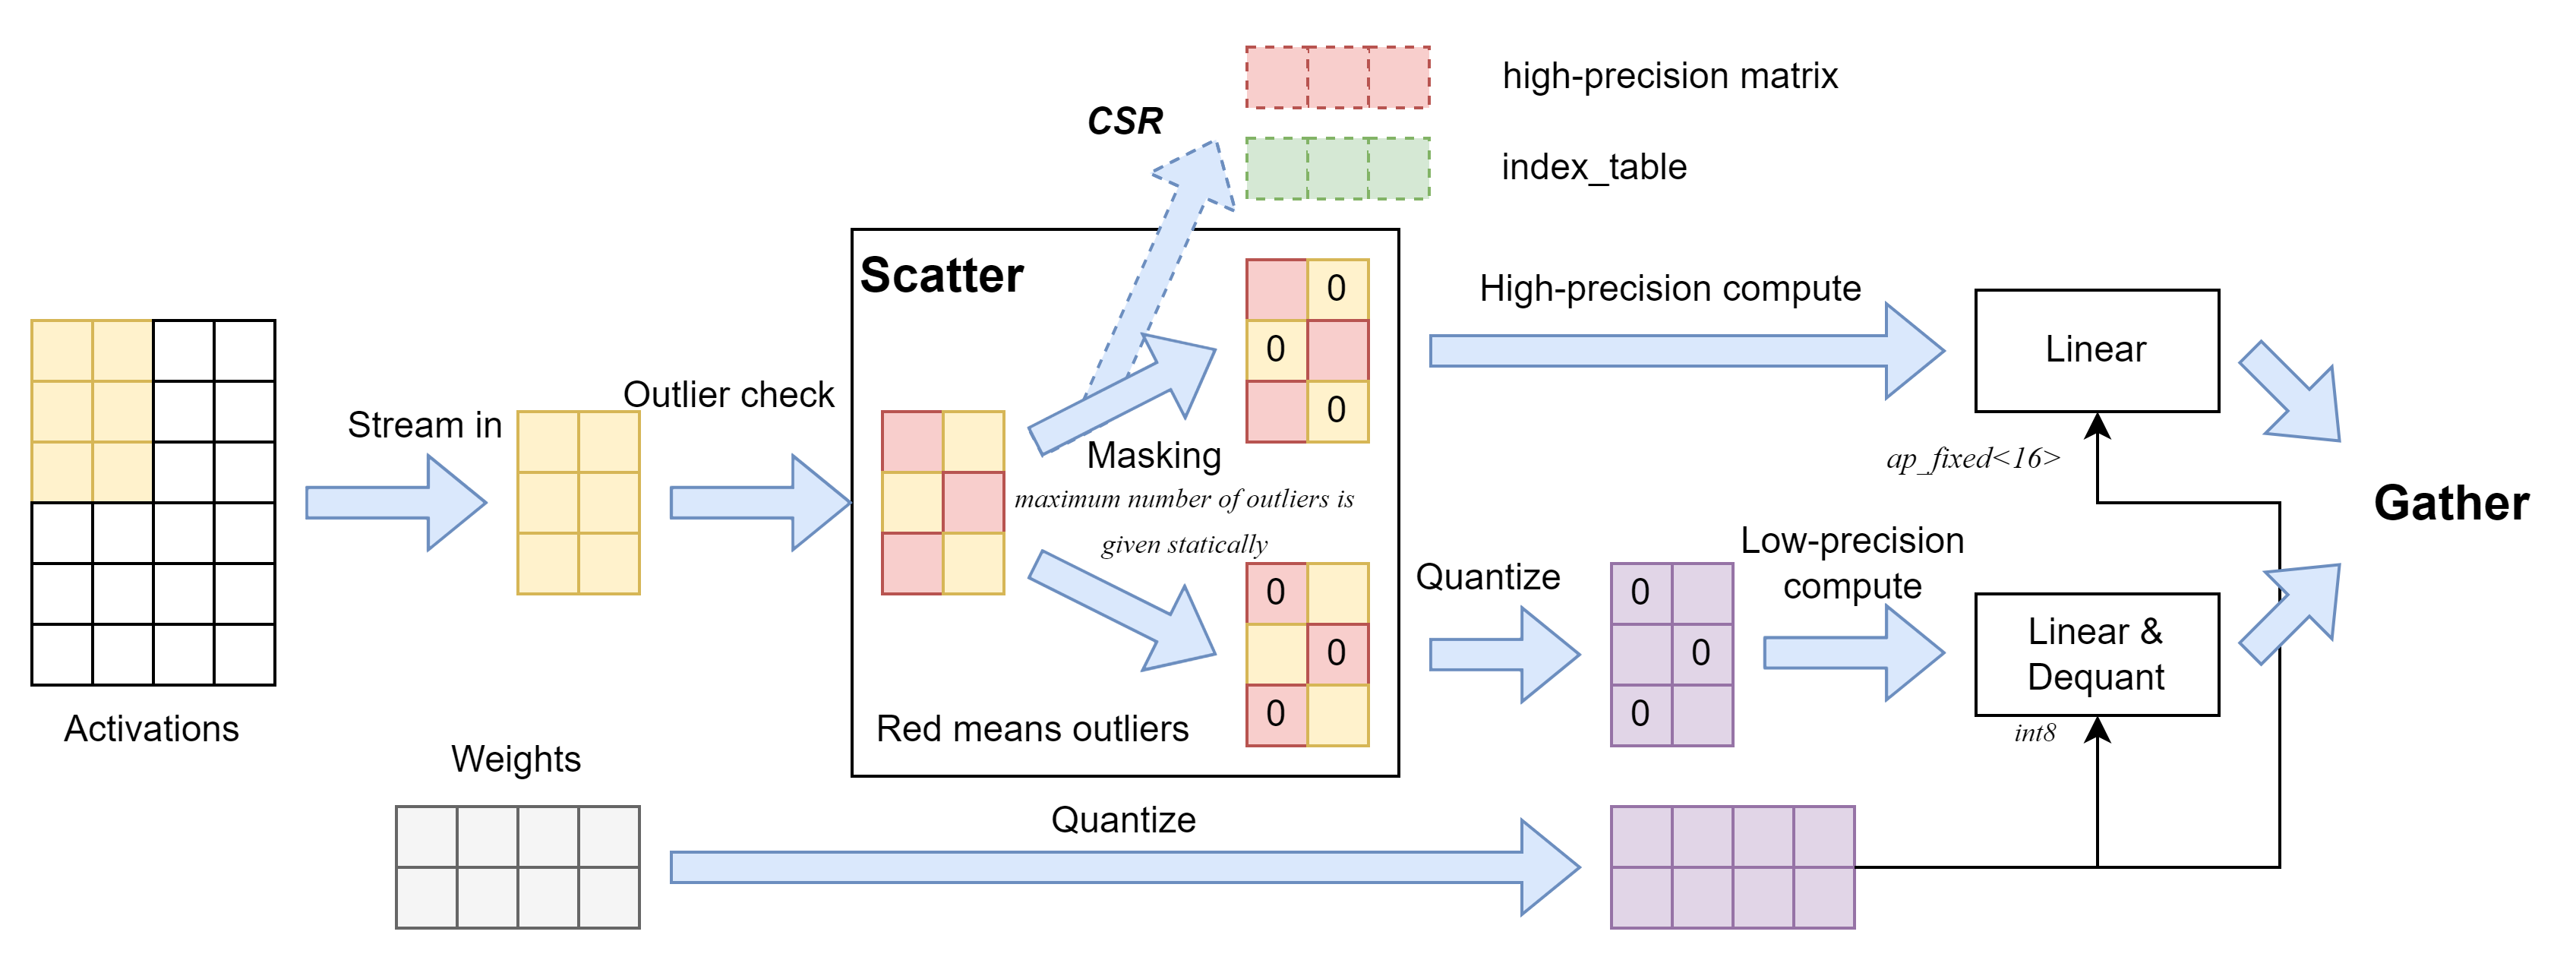 high-precision matrix
CSR
index_table
Scatter
0
High-precision compute
0
Linear
0
Outlier check
Stream in
Masking
ap_fixed<16>
maximum number of outliers is
given statically
Gather
Low-precision
compute
Quantize
0
0
0
0
0
0
Linear &
Dequant
Red means outliers
int8
Activations
Weights
Quantize